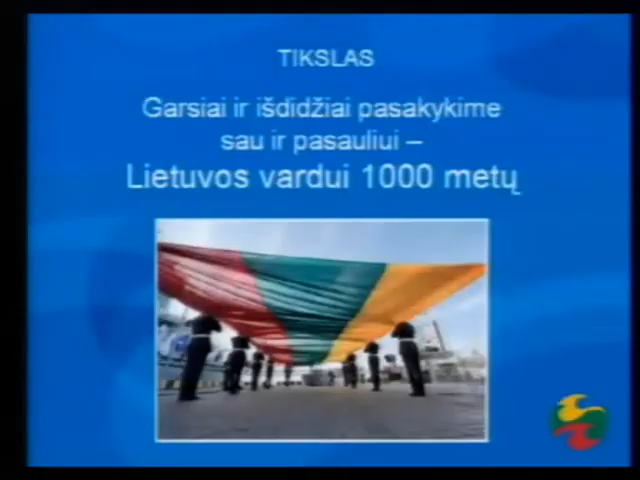 TIKSLAS
Garsiai ir išdidžiai pasakykime
sau ir pasauliui –
Lietuvos vardui 1000 metų